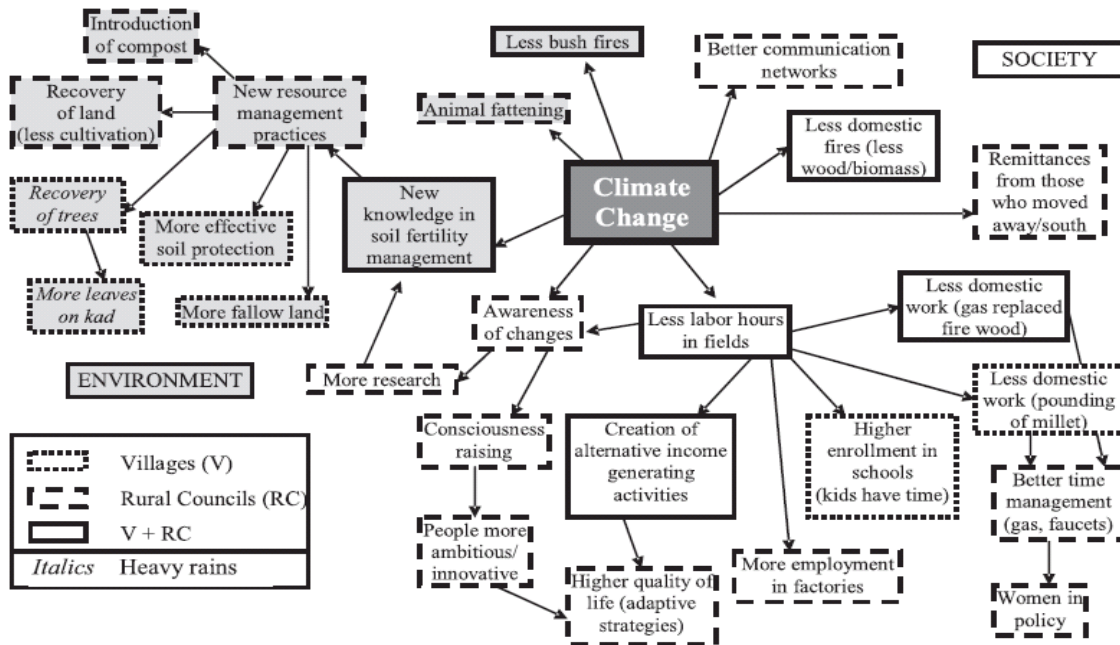 Introduction
of compost
Less bush fires
Better communication
networks
SOCIETY
Recovery
of land
(less cultivation)
New resource
management
practices
Animal fattening
Less domestic
fires (less
wood/biomass)
Remittances
from those
who moved
away/south
Climate
Change
Recovery
of trees
More effective
soil protection
New
knowledge in
soil fertility
management
More leaves
on kad
More fallow land
Awareness
of changes
Less labor hours
in fields
Less domestic
work (gas replaced
fire wood)
ENVIRONMENT
More research
Less domestic
work (pounding
of millet)
Consciousness
raising
Creation of
alternative income
generating
activities
Higher
enrollment in
schools
(kids have time)
Better time
management
(gas, faucets)
Villages (V)
Rural Councils (RC)
V + RC
Italics Heavy rains
People more
ambitious/
innovative
Higher quality of
life (adaptive
strategies)
More employment
in factories
Women in
policy